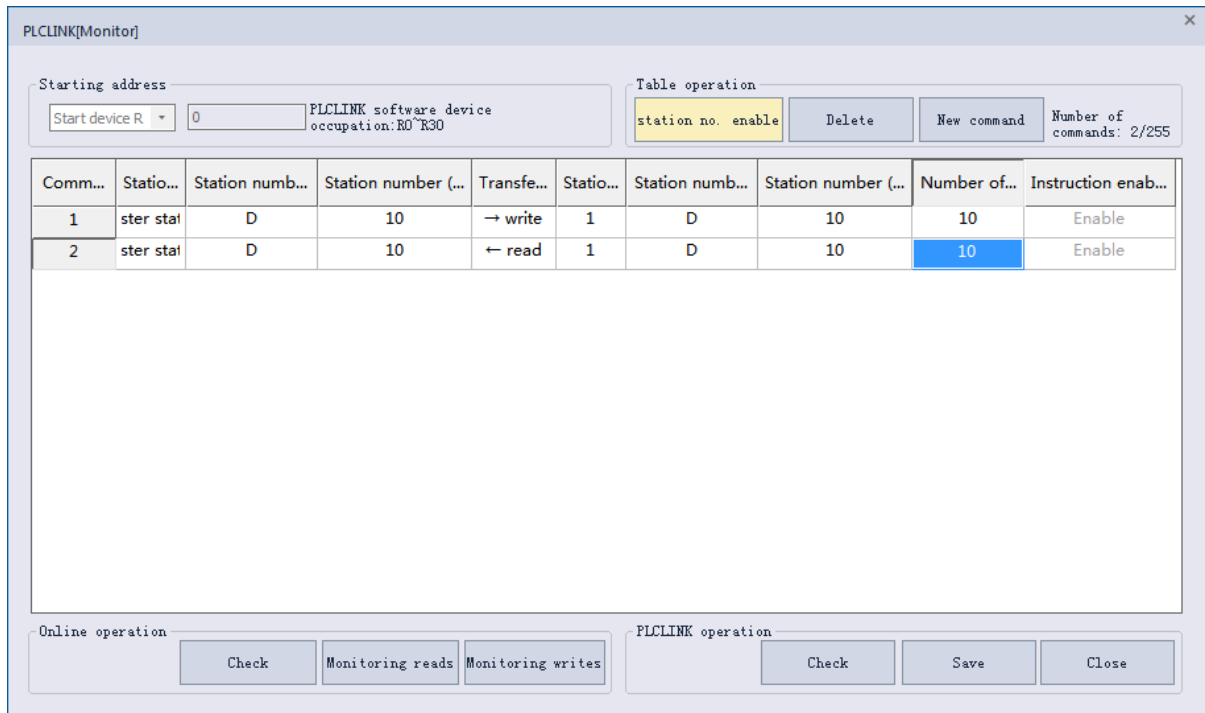 PLCLINK[Monitor]
×
Starting address
Start device R
0
PLCLINK software device
occupation:R0~R30
Table operation
station no. enable
Delete
New command
Number of
commands: 2/255
Comm... Statio... Station numb... Station number (... Transfe... Statio... Station numb... Station number (... Number of... Instruction enab...
1 ster stat D 10 → write 1 D 10 10 Enable
2 ster stat D 10 ← read 1 D 10 10 Enable
Online operation
Check
Monitoring reads
Monitoring writes
PLCLINK operation
Check
Save
Close